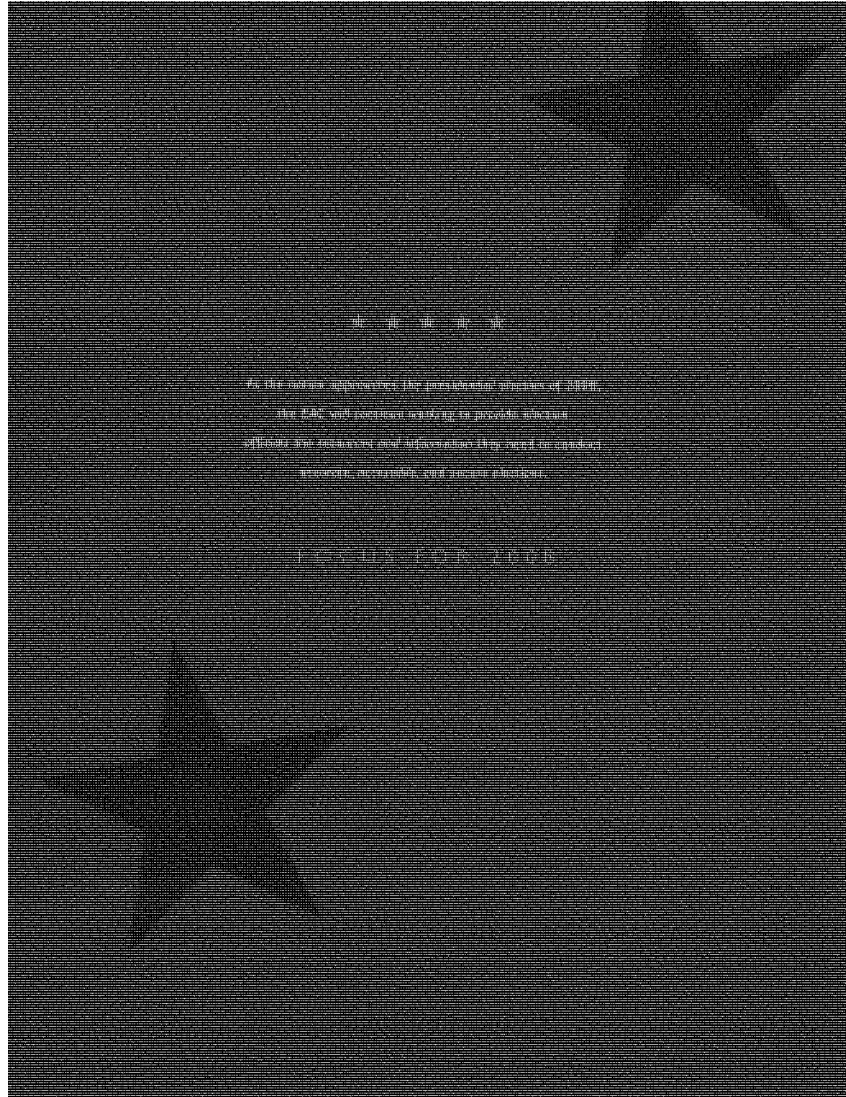 ★ ★ ★ ★ ★
As the nation approaches the presidential election of 2008,
the EAC will continue working to provide election
officials the resources and information they need to conduct
accurate, accessible, and secure elections.
FOCUS FOR 2008